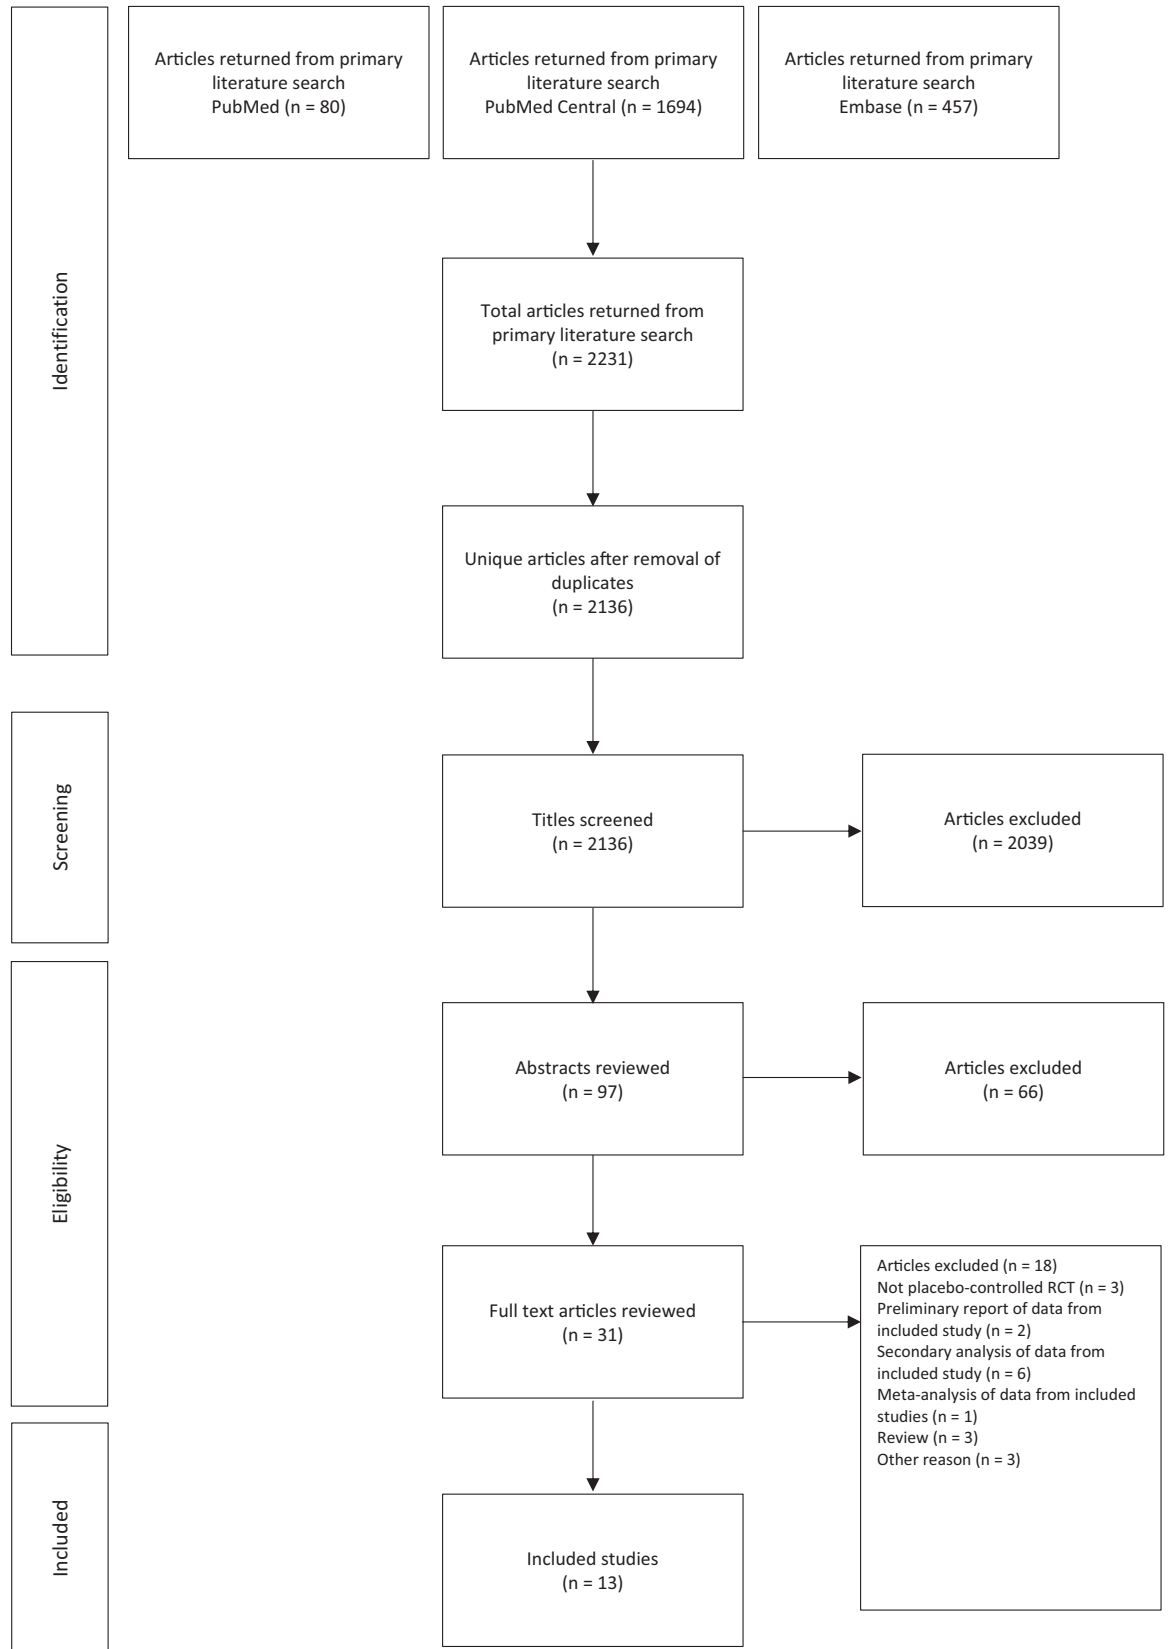 Identification
Articles returned from primary
literature search
PubMed (n = 80)
Articles returned from primary
literature search
PubMed Central (n = 1694)
Articles returned from primary
literature search
Embase (n = 457)
Total articles returned from
primary literature search
(n = 2231)
Unique articles after removal of
duplicates
(n = 2136)
Screening
Titles screened
(n = 2136)
Articles excluded
(n = 2039)
Eligibility
Abstracts reviewed
(n = 97)
Articles excluded
(n = 66)
Full text articles reviewed
(n = 31)
Articles excluded (n = 18)
Not placebo-controlled RCT (n = 3)
Preliminary report of data from
included study (n = 2)
Secondary analysis of data from
included study (n = 6)
Meta-analysis of data from included
studies (n = 1)
Review (n = 3)
Other reason (n = 3)
Included
Included studies
(n = 13)